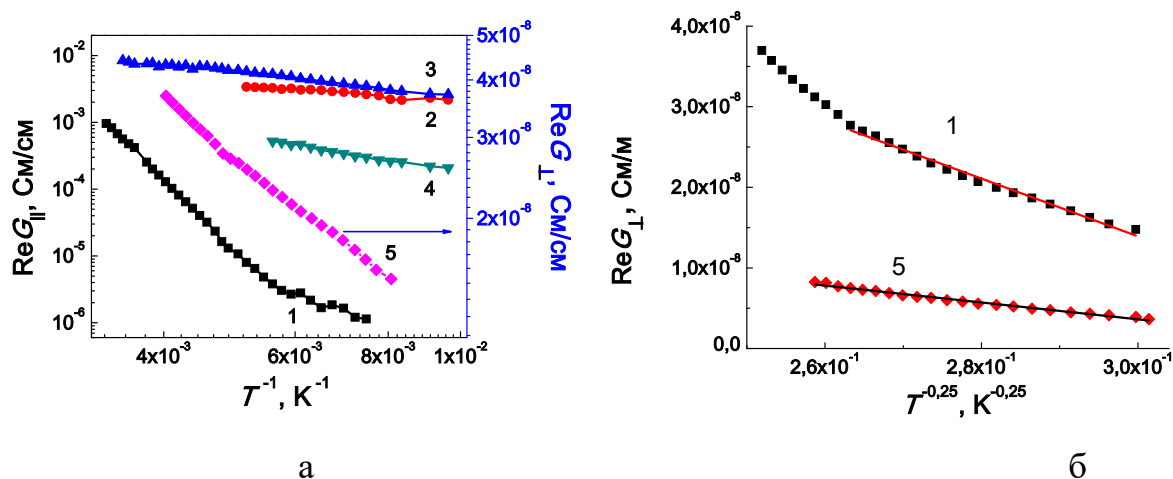 10⁻²
10⁻³
10⁻⁴
10⁻⁵
10⁻⁶
ReG||, См/см
4x10⁻³
6x10⁻³
8x10⁻³
10⁻²
T⁻¹, K⁻¹
5x10⁻⁸
4x10⁻⁸
3x10⁻⁸
2x10⁻⁸
ReG⊥, См/см
3
2
4
5
1
а
4,0x10⁻⁸
3,0x10⁻⁸
2,0x10⁻⁸
1,0x10⁻⁸
0,0
ReG⊥, См/м
1
5
2,6x10⁻¹
2,8x10⁻¹
3,0x10⁻¹
T⁻⁰,²⁵, K⁻⁰,²⁵
б